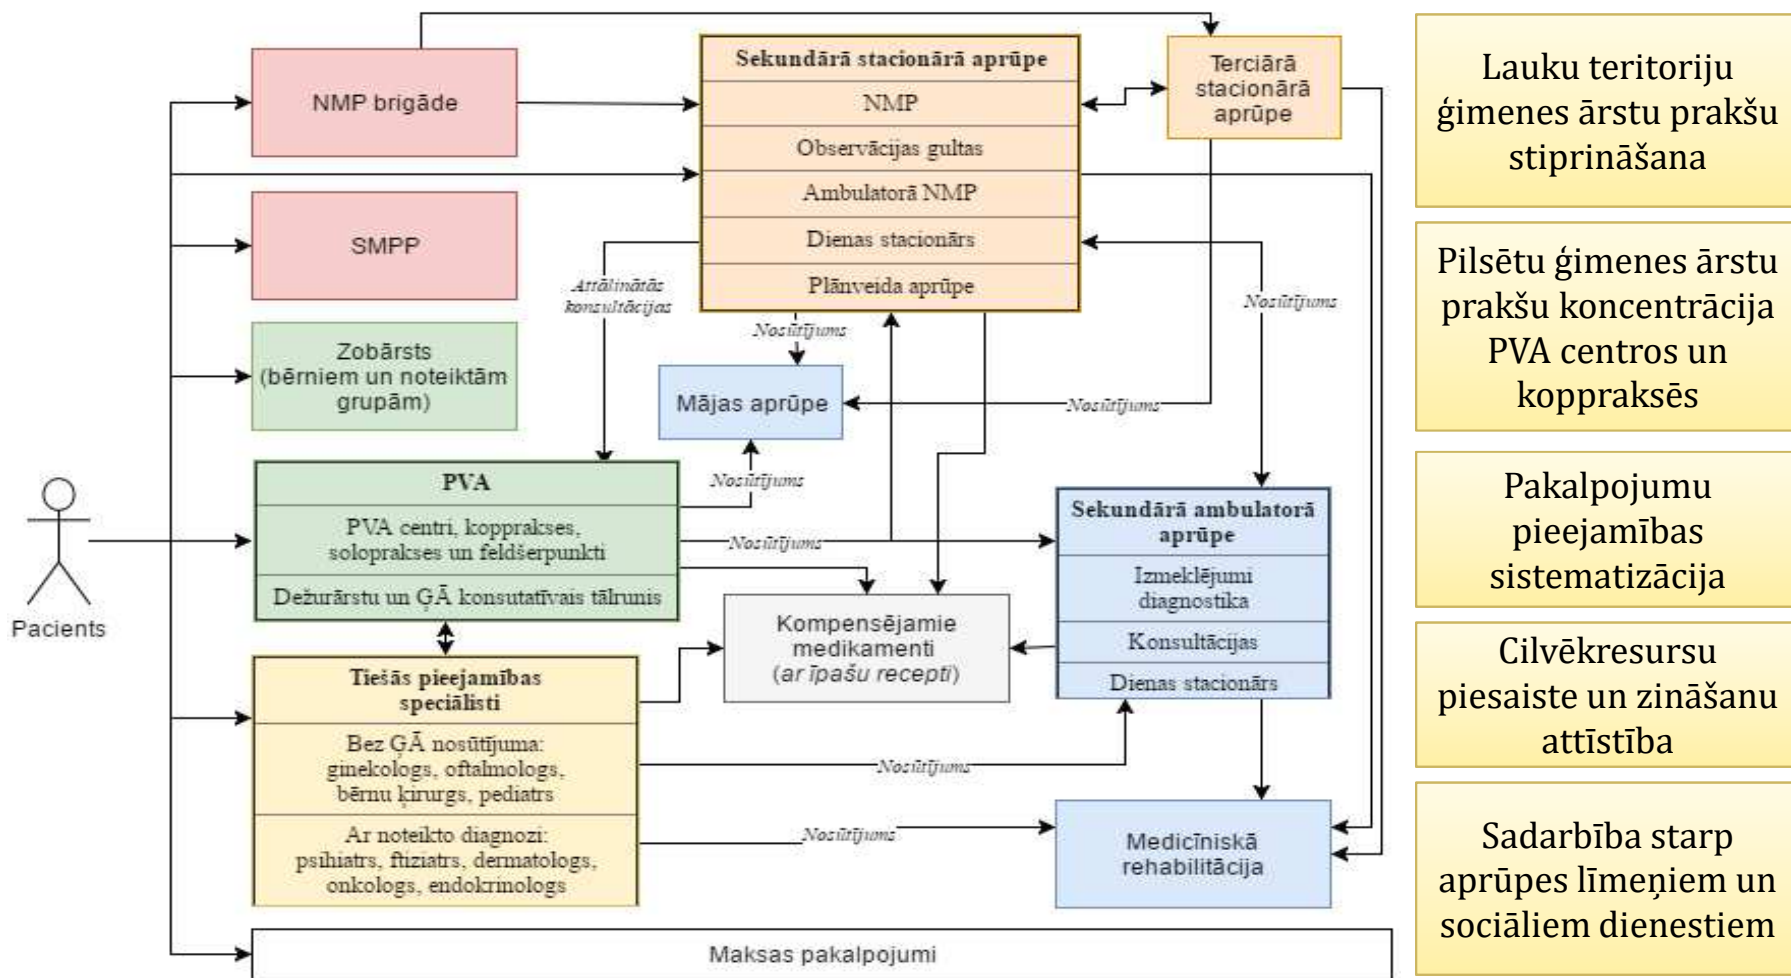 NMP brigāde
SMPP
Zobārsts
(bērniem un noteiktām
grupām)
PVA
PVA centri, kopprakses,
soloprakses un feldšerpunkti
Dežurārstu un ĢĀ konsutatīvais tālrunis
Tiešās pieejamības
speciālisti
Bez ĢĀ nosūtījuma:
ginekologs, oftalmologs,
bērnu ķirurgs, pediatrs
Ar noteikto diagnozi:
psihiatrs, ftiziatrs, dermatologs,
onkologs, endokrinologs
Maksas pakalpojumi
Pacients
Sekundārā stacionārā aprūpe
NMP
Observācijas gultas
Ambulatorā NMP
Dienas stacionārs
Plānveida aprūpe
Attālinātās
konsultācijas
Nosūtījums
Mājas aprūpe
Nosūtījums
Nosūtījums
Nosūtījums
Kompensējamie
medikamenti
(ar īpašu recepti)
Nosūtījums
Nosūtījums
Terciārā
stacionārā
aprūpe
Nosūtījums
Sekundārā ambulatorā
aprūpe
Izmeklējumi
diagnostika
Konsultācijas
Dienas stacionārs
Medicīniskā
rehabilitācija
Lauku teritoriju
ģimenes ārstu prakšu
stiprināšana
Pilsētu ģimenes ārstu
prakšu koncentrācija
PVA centros un
koppraksēs
Pakalpojumu
pieejamības
sistematizācija
Cilvēkresursu
piesaiste un zināšanu
attīstība
Sadarbība starp
aprūpes līmeņiem un
sociāliem dienestiem